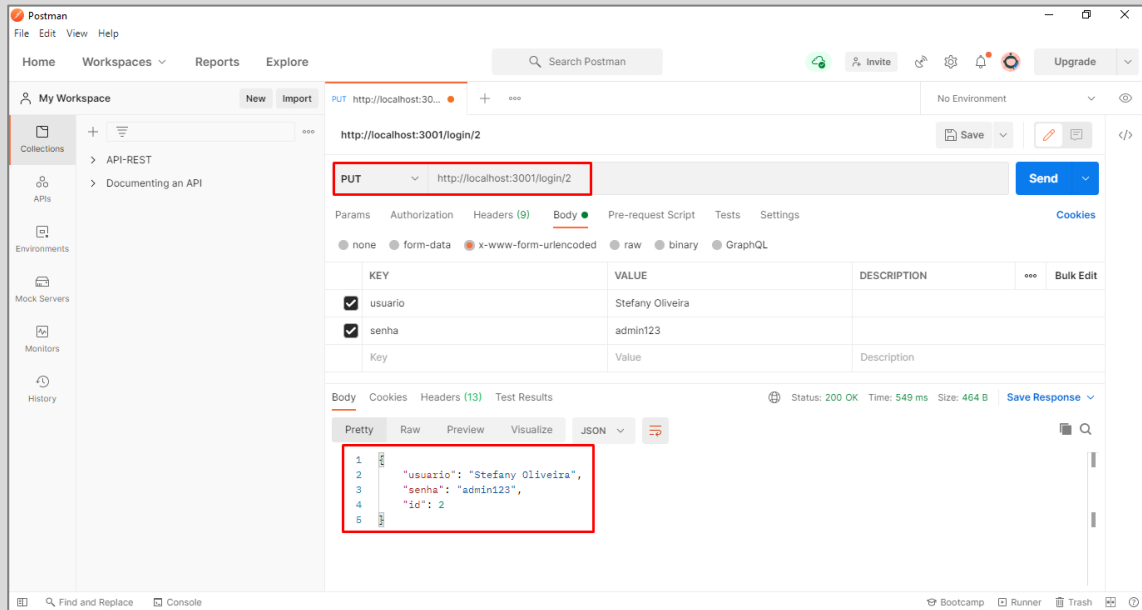 Postman
File Edit View Help
Home Workspaces Reports Explore Search Postman Invite Upgrade
My Workspace New Import PUT http://localhost:30... No Environment
Collections
APIs
Environments
Mock Servers
Monitors
History
API-REST
Documenting an API
http://localhost:3001/login/2 Save
PUT http://localhost:3001/login/2 Send
Params Authorization Headers (9) Body Pre-request Script Tests Settings Cookies
none form-data x-www-form-urlencoded raw binary GraphQL
KEY VALUE DESCRIPTION Bulk Edit
usuario Stefany Oliveira
senha admin123
Key Value Description
Body Cookies Headers (13) Test Results Status: 200 OK Time: 549 ms Size: 464 B Save Response
Pretty Raw Preview Visualize JSON
1 {
2 "usuario": "Stefany Oliveira",
3 "senha": "admin123",
4 "id": 2
5 }
Find and Replace Console Bootcamp Runner Trash